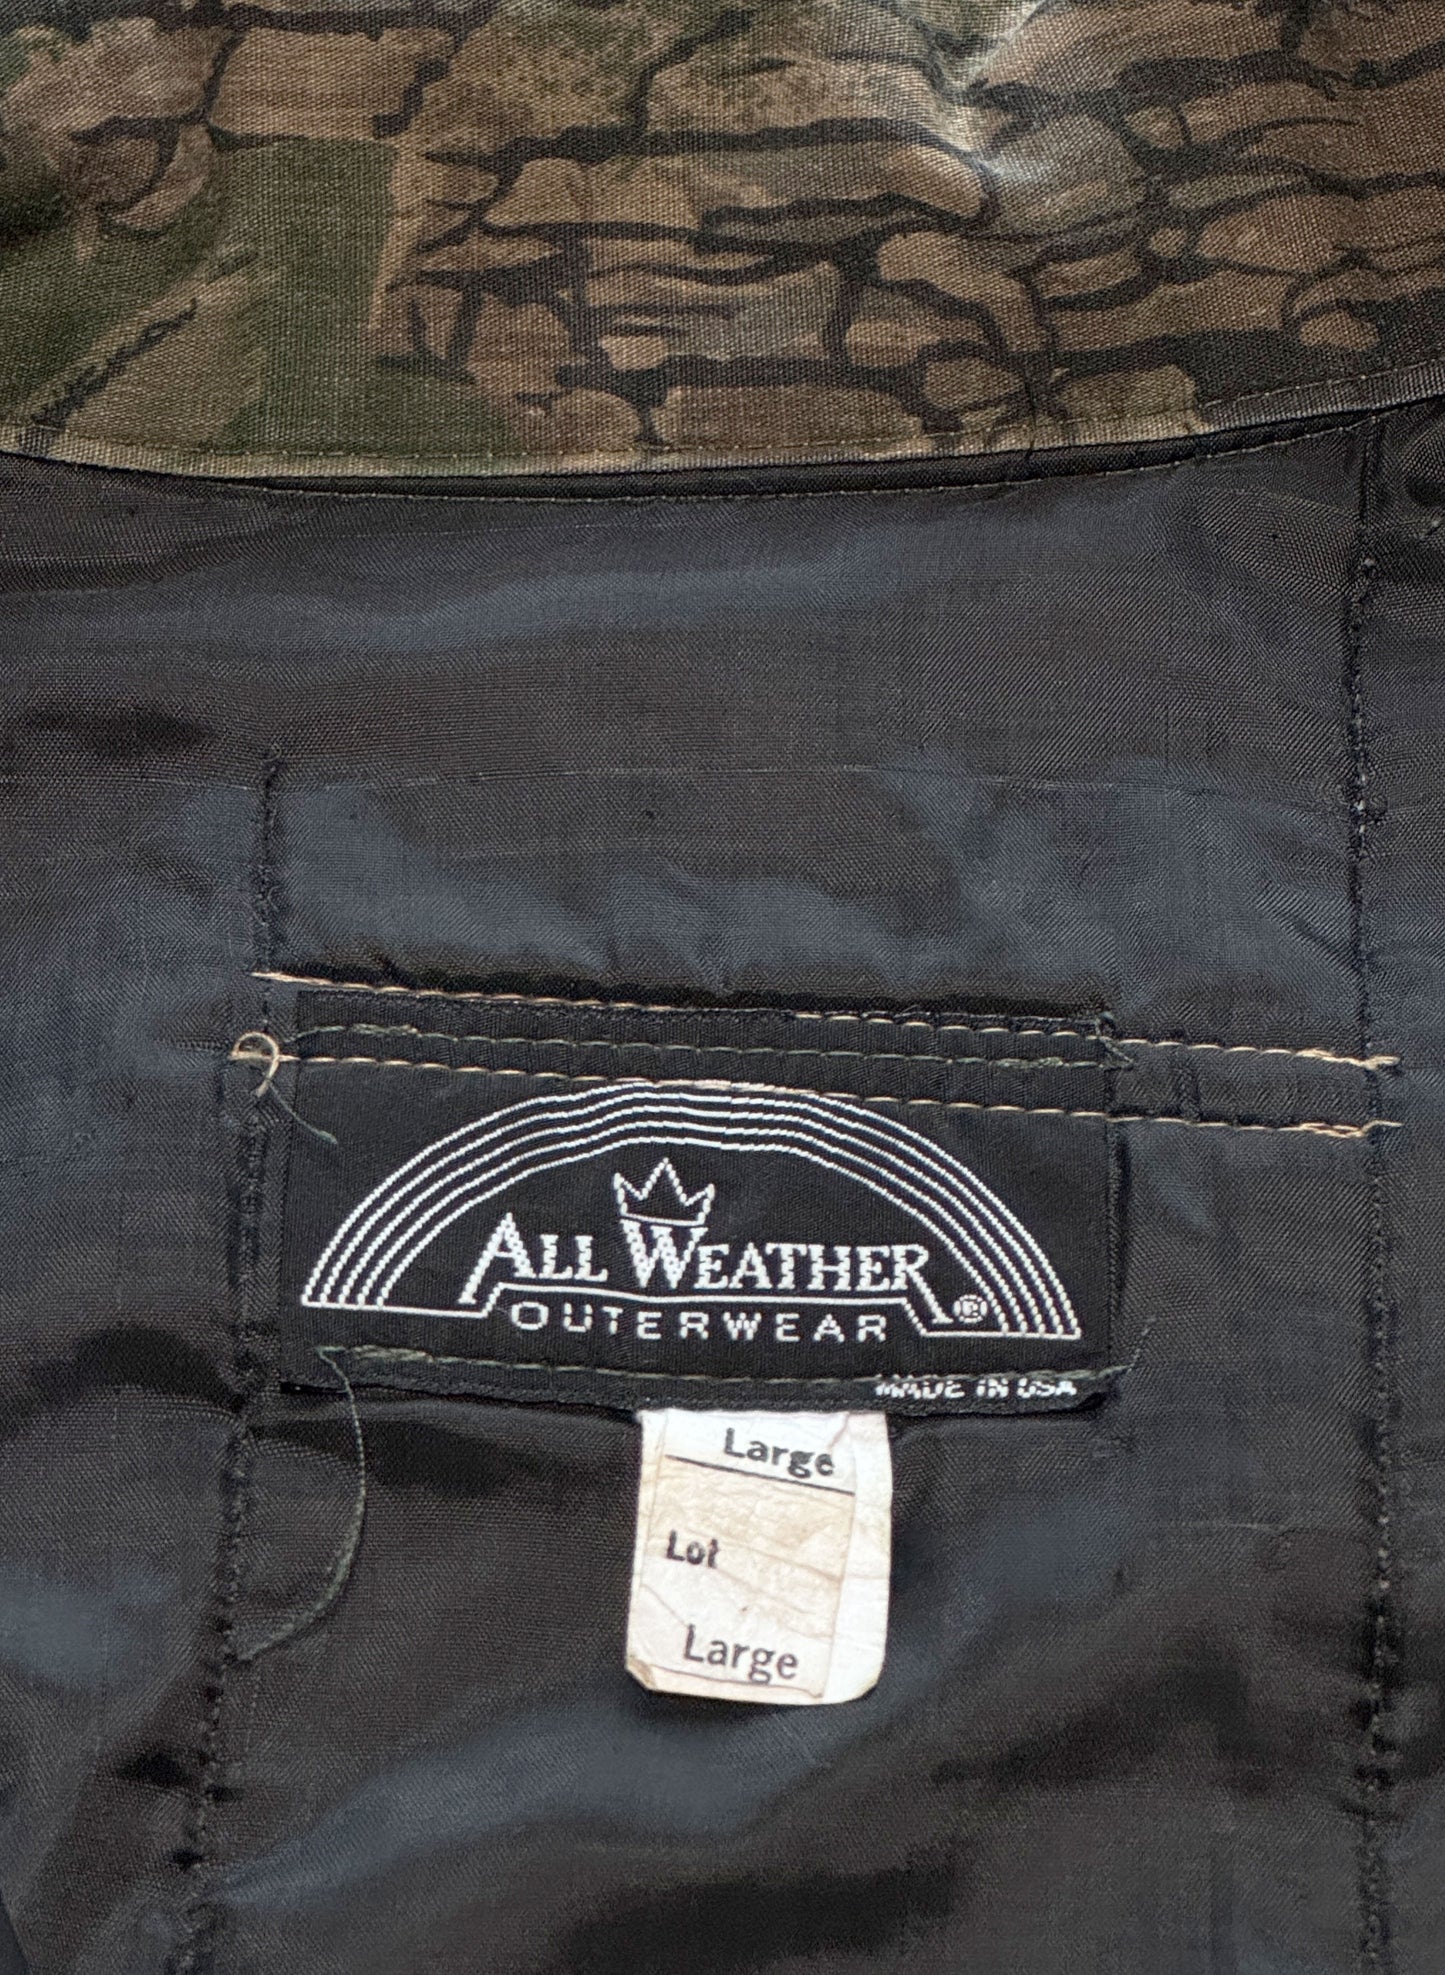 ALL WEATHER
OUTERWEAR ®
MADE IN USA
Large
Lot
Large